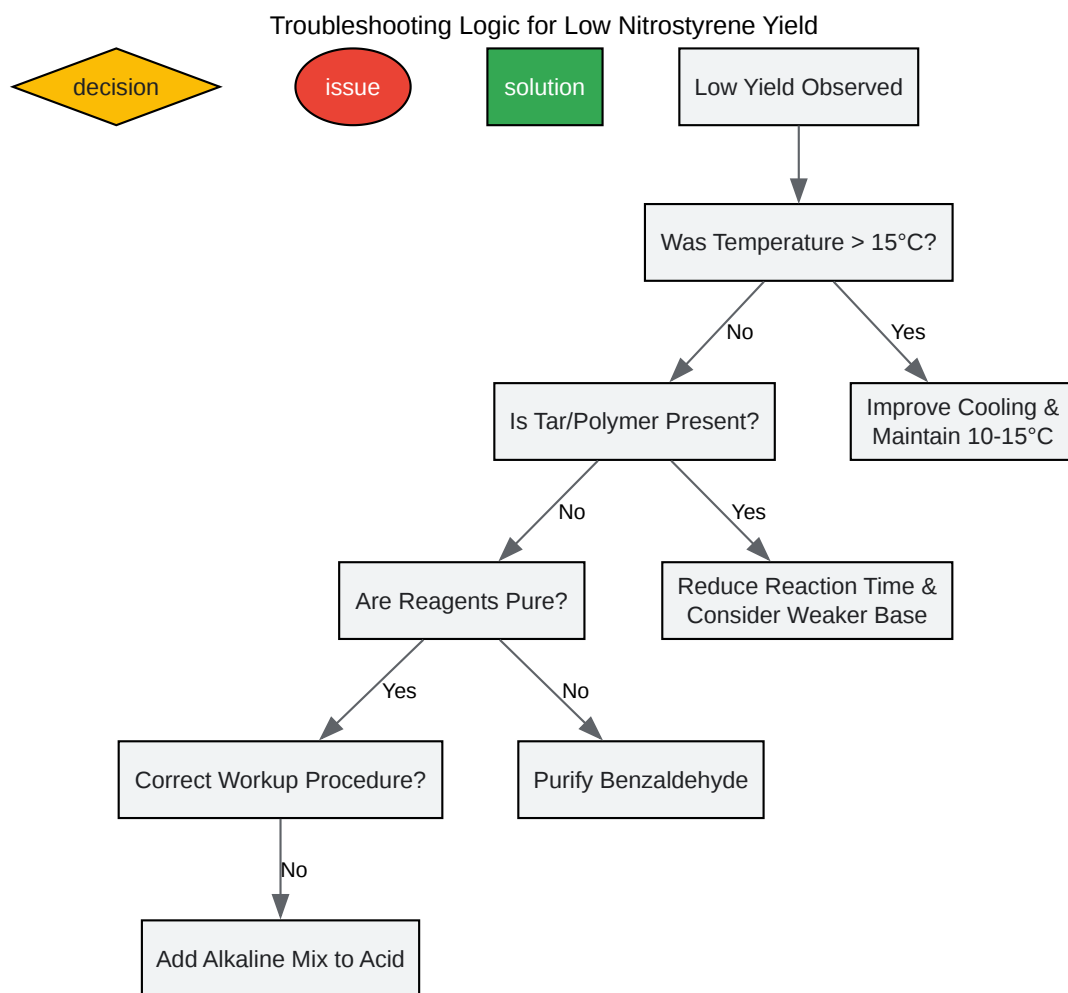 Troubleshooting Logic for Low Nitrostyrene Yield
decision
issue
solution
Low Yield Observed
Was Temperature > 15°C?
No
Yes
Is Tar/Polymer Present?
Improve Cooling &
Maintain 10-15°C
No
Yes
Are Reagents Pure?
Reduce Reaction Time &
Consider Weaker Base
Yes
No
Correct Workup Procedure?
Purify Benzaldehyde
No
Add Alkaline Mix to Acid